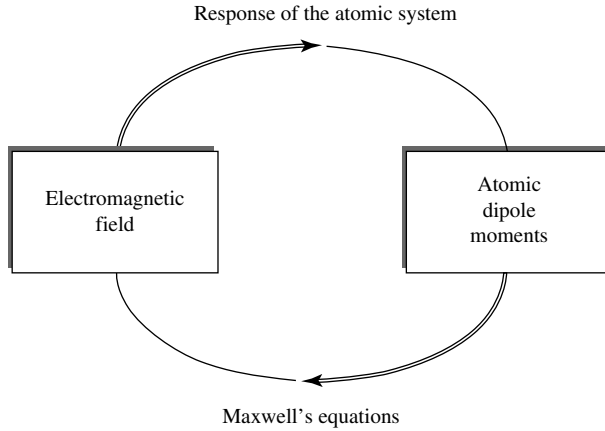 Response of the atomic system
Electromagnetic
field
Atomic
dipole
moments
Maxwell's equations